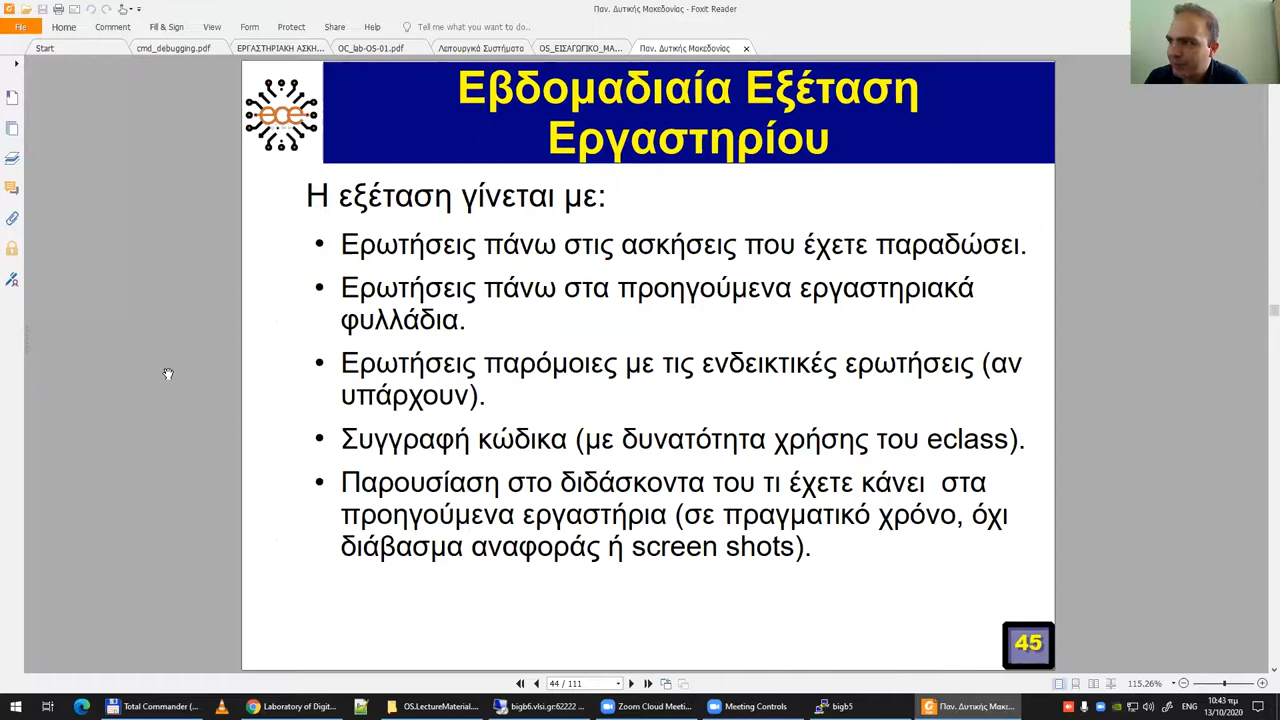 Παν. Δυτικής Μακεδονίας - Foxit Reader
File Home Comment Fill & Sign View Form Protect Share Help Tell me what you want to do...
Start cmd_debugging.pdf ΕΡΓΑΣΤΗΡΙΑΚΗ ΑΣΚΗ... OC_lab-OS-01.pdf Λειτουργικά Συστήματα OS_ΕΙΣΑΓΩΓΙΚΟ_ΜΑ... Παν. Δυτικής Μακεδονίας
ece
Εβδομαδιαία Εξέταση
Εργαστηρίου
Η εξέταση γίνεται με:
• Ερωτήσεις πάνω στις ασκήσεις που έχετε παραδώσει.
• Ερωτήσεις πάνω στα προηγούμενα εργαστηριακά
φυλλάδια.
• Ερωτήσεις παρόμοιες με τις ενδεικτικές ερωτήσεις (αν
υπάρχουν).
• Συγγραφή κώδικα (με δυνατότητα χρήσης του eclass).
• Παρουσίαση στο διδάσκοντα του τι έχετε κάνει στα
προηγούμενα εργαστήρια (σε πραγματικό χρόνο, όχι
διάβασμα αναφοράς ή screen shots).
45
44 / 111
115.26%
Total Commander (... Laboratory of Digit... OS.LectureMaterial.... bigb6.vlsi.gr:62222 ... Zoom Cloud Meeti... Meeting Controls bigb5 Παν. Δυτικής Μακε...
10:43 πμ
13/10/2020